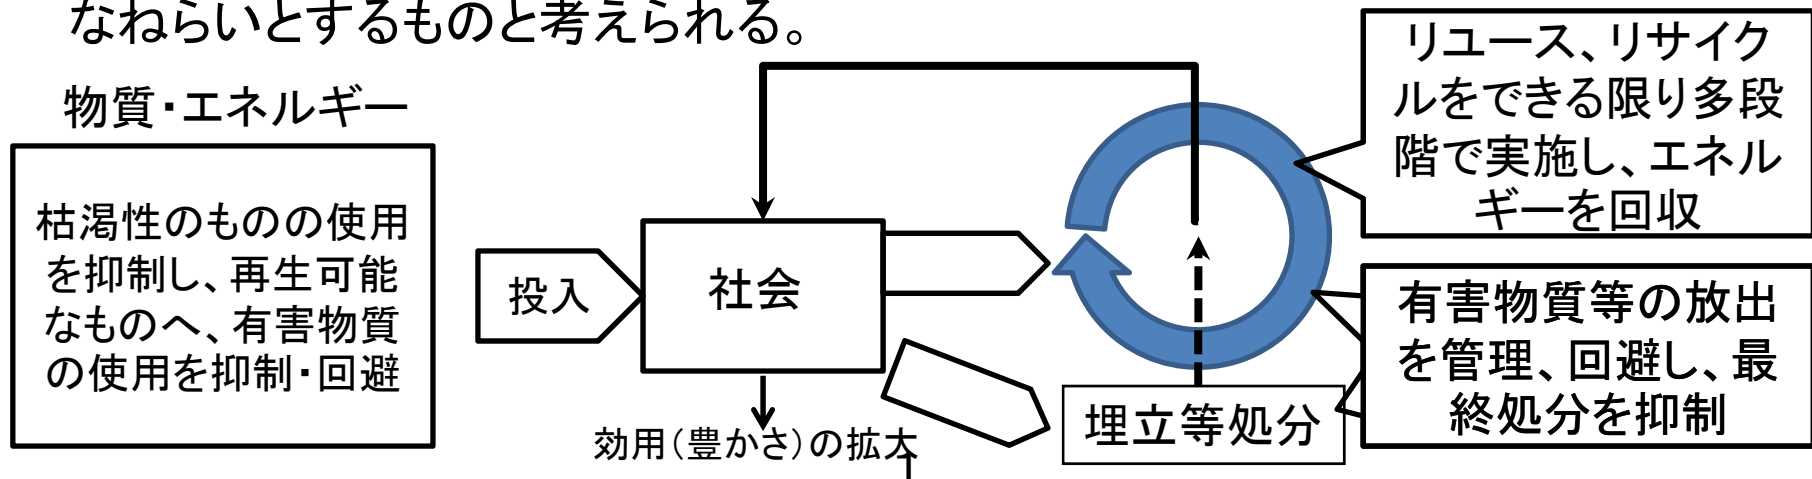 なねらいとするものと考えられる。
物質・エネルギー
枯渇性のものの使用
を抑制し、再生可能
なものへ、有害物質
の使用を抑制・回避
投入
社会
効用(豊かさ)の拡大
埋立等処分
リユース、リサイク
ルをできる限り多段
階で実施し、エネル
ギーを回収
有害物質等の放出
を管理、回避し、最
終処分を抑制